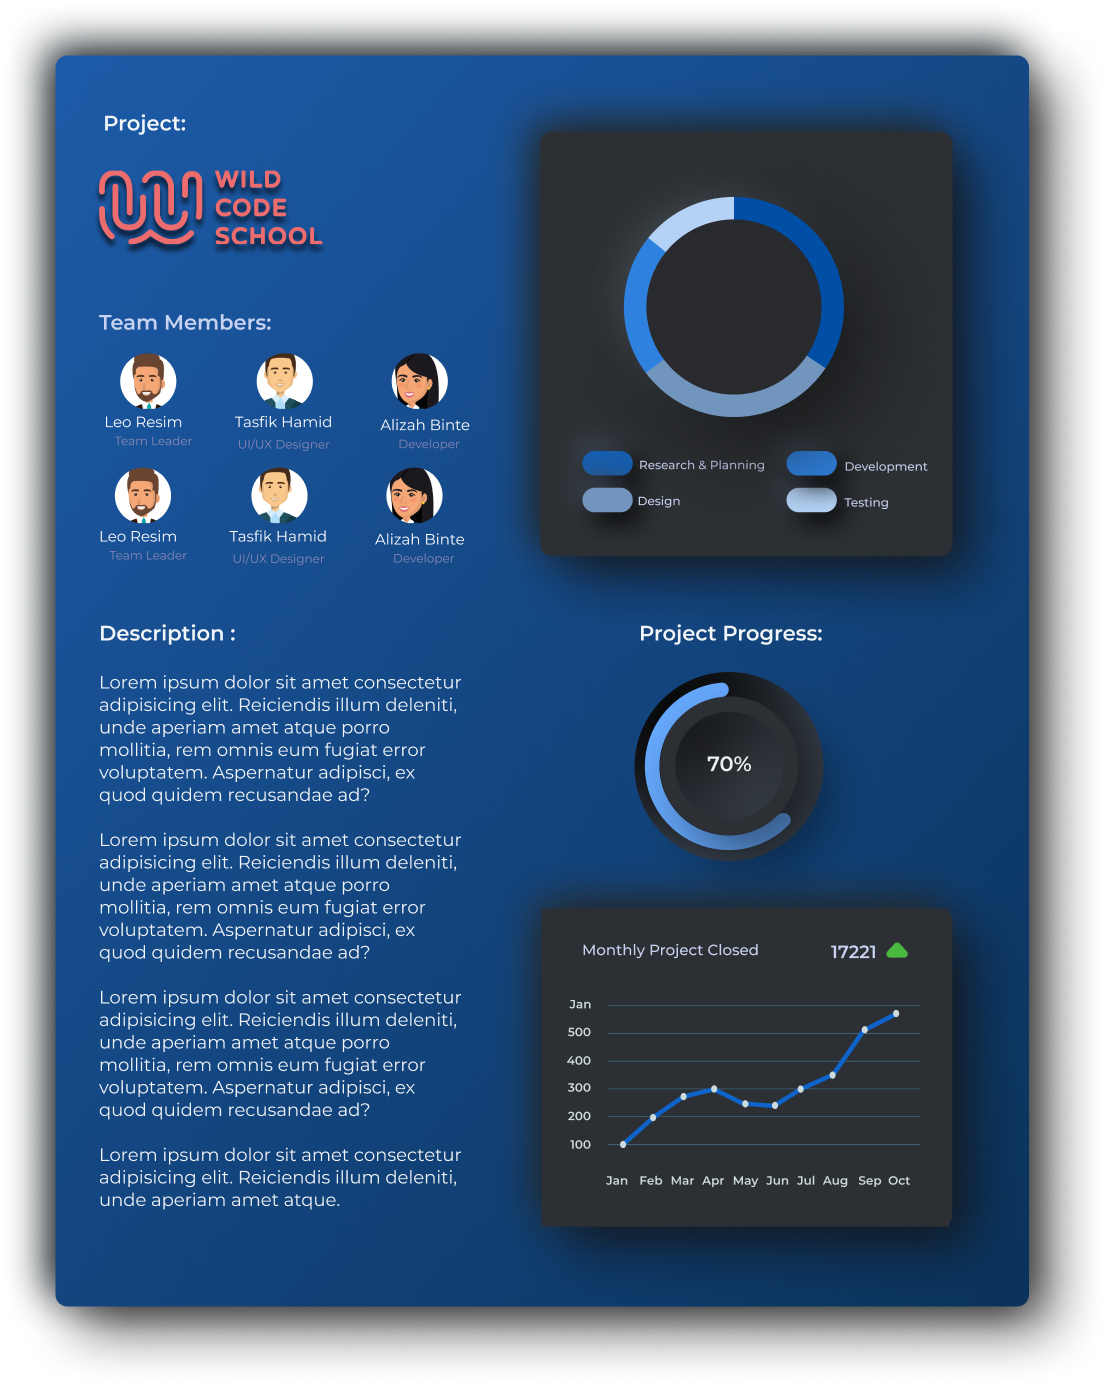 Project:
WILD
CODE
SCHOOL
Team Members:
Leo Resim
Team Leader
Tasfik Hamid
UI/UX Designer
Alizah Binte
Developer
Leo Resim
Team Leader
Tasfik Hamid
UI/UX Designer
Alizah Binte
Developer
Research & Planning
Development
Design
Testing
Description :
Lorem ipsum dolor sit amet consectetur
adipisicing elit. Reiciendis illum deleniti,
unde aperiam amet atque porro
mollitia, rem omnis eum fugiat error
voluptatem. Aspernatur adipisci, ex
quod quidem recusandae ad?
Lorem ipsum dolor sit amet consectetur
adipisicing elit. Reiciendis illum deleniti,
unde aperiam amet atque porro
mollitia, rem omnis eum fugiat error
voluptatem. Aspernatur adipisci, ex
quod quidem recusandae ad?
Lorem ipsum dolor sit amet consectetur
adipisicing elit. Reiciendis illum deleniti,
unde aperiam amet atque porro
mollitia, rem omnis eum fugiat error
voluptatem. Aspernatur adipisci, ex
quod quidem recusandae ad?
Lorem ipsum dolor sit amet consectetur
adipisicing elit. Reiciendis illum deleniti,
unde aperiam amet atque.
Project Progress:
70%
Monthly Project Closed
17221
Jan
500
400
300
200
100
Jan Feb Mar Apr May Jun Jul Aug Sep Oct